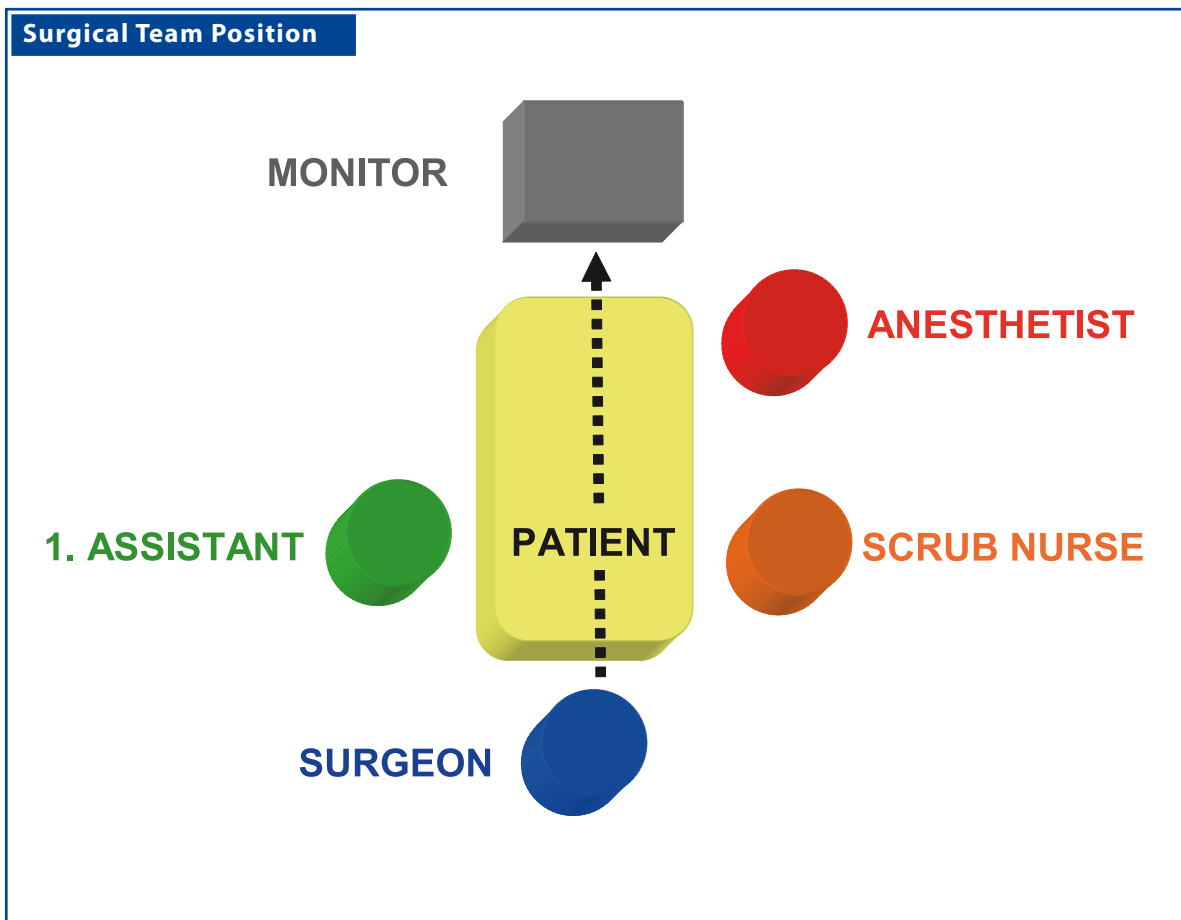 Surgical Team Position
MONITOR
ANESTHETIST
1. ASSISTANT
PATIENT
SCRUB NURSE
SURGEON